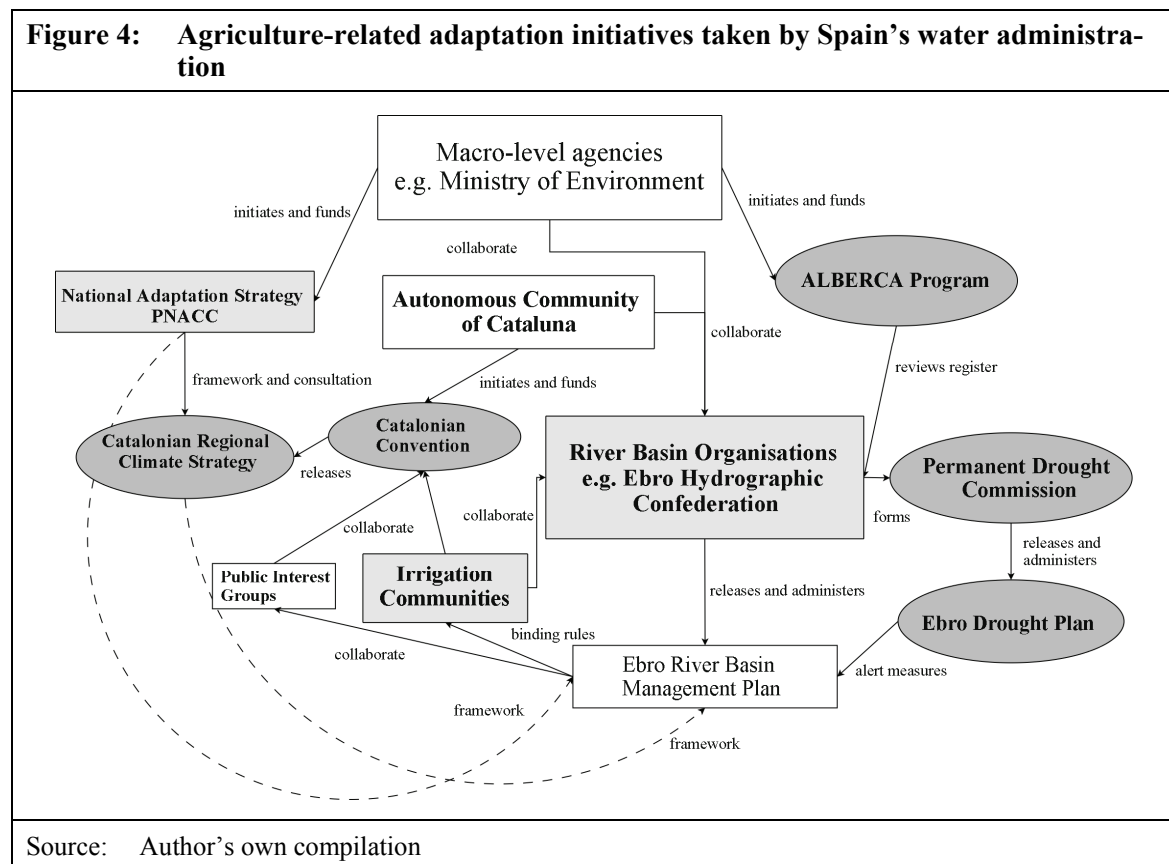 Figure 4: Agriculture-related adaptation initiatives taken by Spain's water administra-
tion
Macro-level agencies
e.g. Ministry of Environment
initiates and funds
initiates and funds
collaborate
ALBERCA Program
National Adaptation Strategy
PNACC
Autonomous Community
of Cataluna
collaborate
reviews register
framework and consultation
initiates and funds
Catalonian Regional
Climate Strategy
releases
Catalonian
Convention
River Basin Organisations
e.g. Ebro Hydrographic
Confederation
Permanent Drought
Commission
forms
collaborate
collaborate
releases and
administers
Public Interest
Groups
Irrigation
Communities
releases and administers
Ebro Drought Plan
binding rules
collaborate
Ebro River Basin
Management Plan
alert measures
framework
framework
Source: Author's own compilation